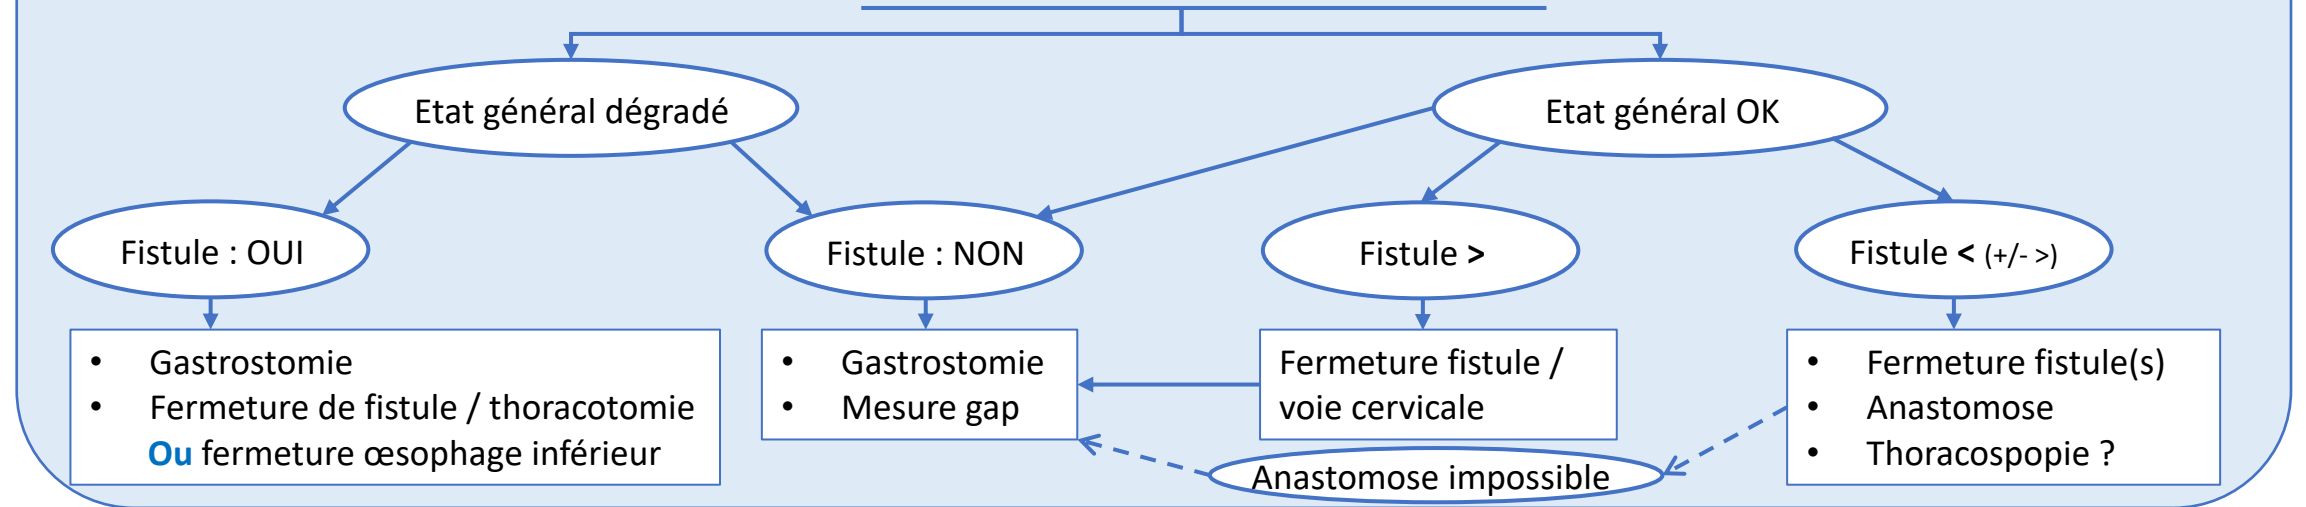 Etat général dégradé
Etat général OK
Fistule : OUI
Fistule : NON
Fistule >
Fistule < (+/- >)
• Gastrostomie
• Fermeture de fistule / thoracotomie
Ou fermeture œsophage inférieur
• Gastrostomie
• Mesure gap
Fermeture fistule /
voie cervicale
• Fermeture fistule(s)
• Anastomose
• Thoracospopie ?
Anastomose impossible